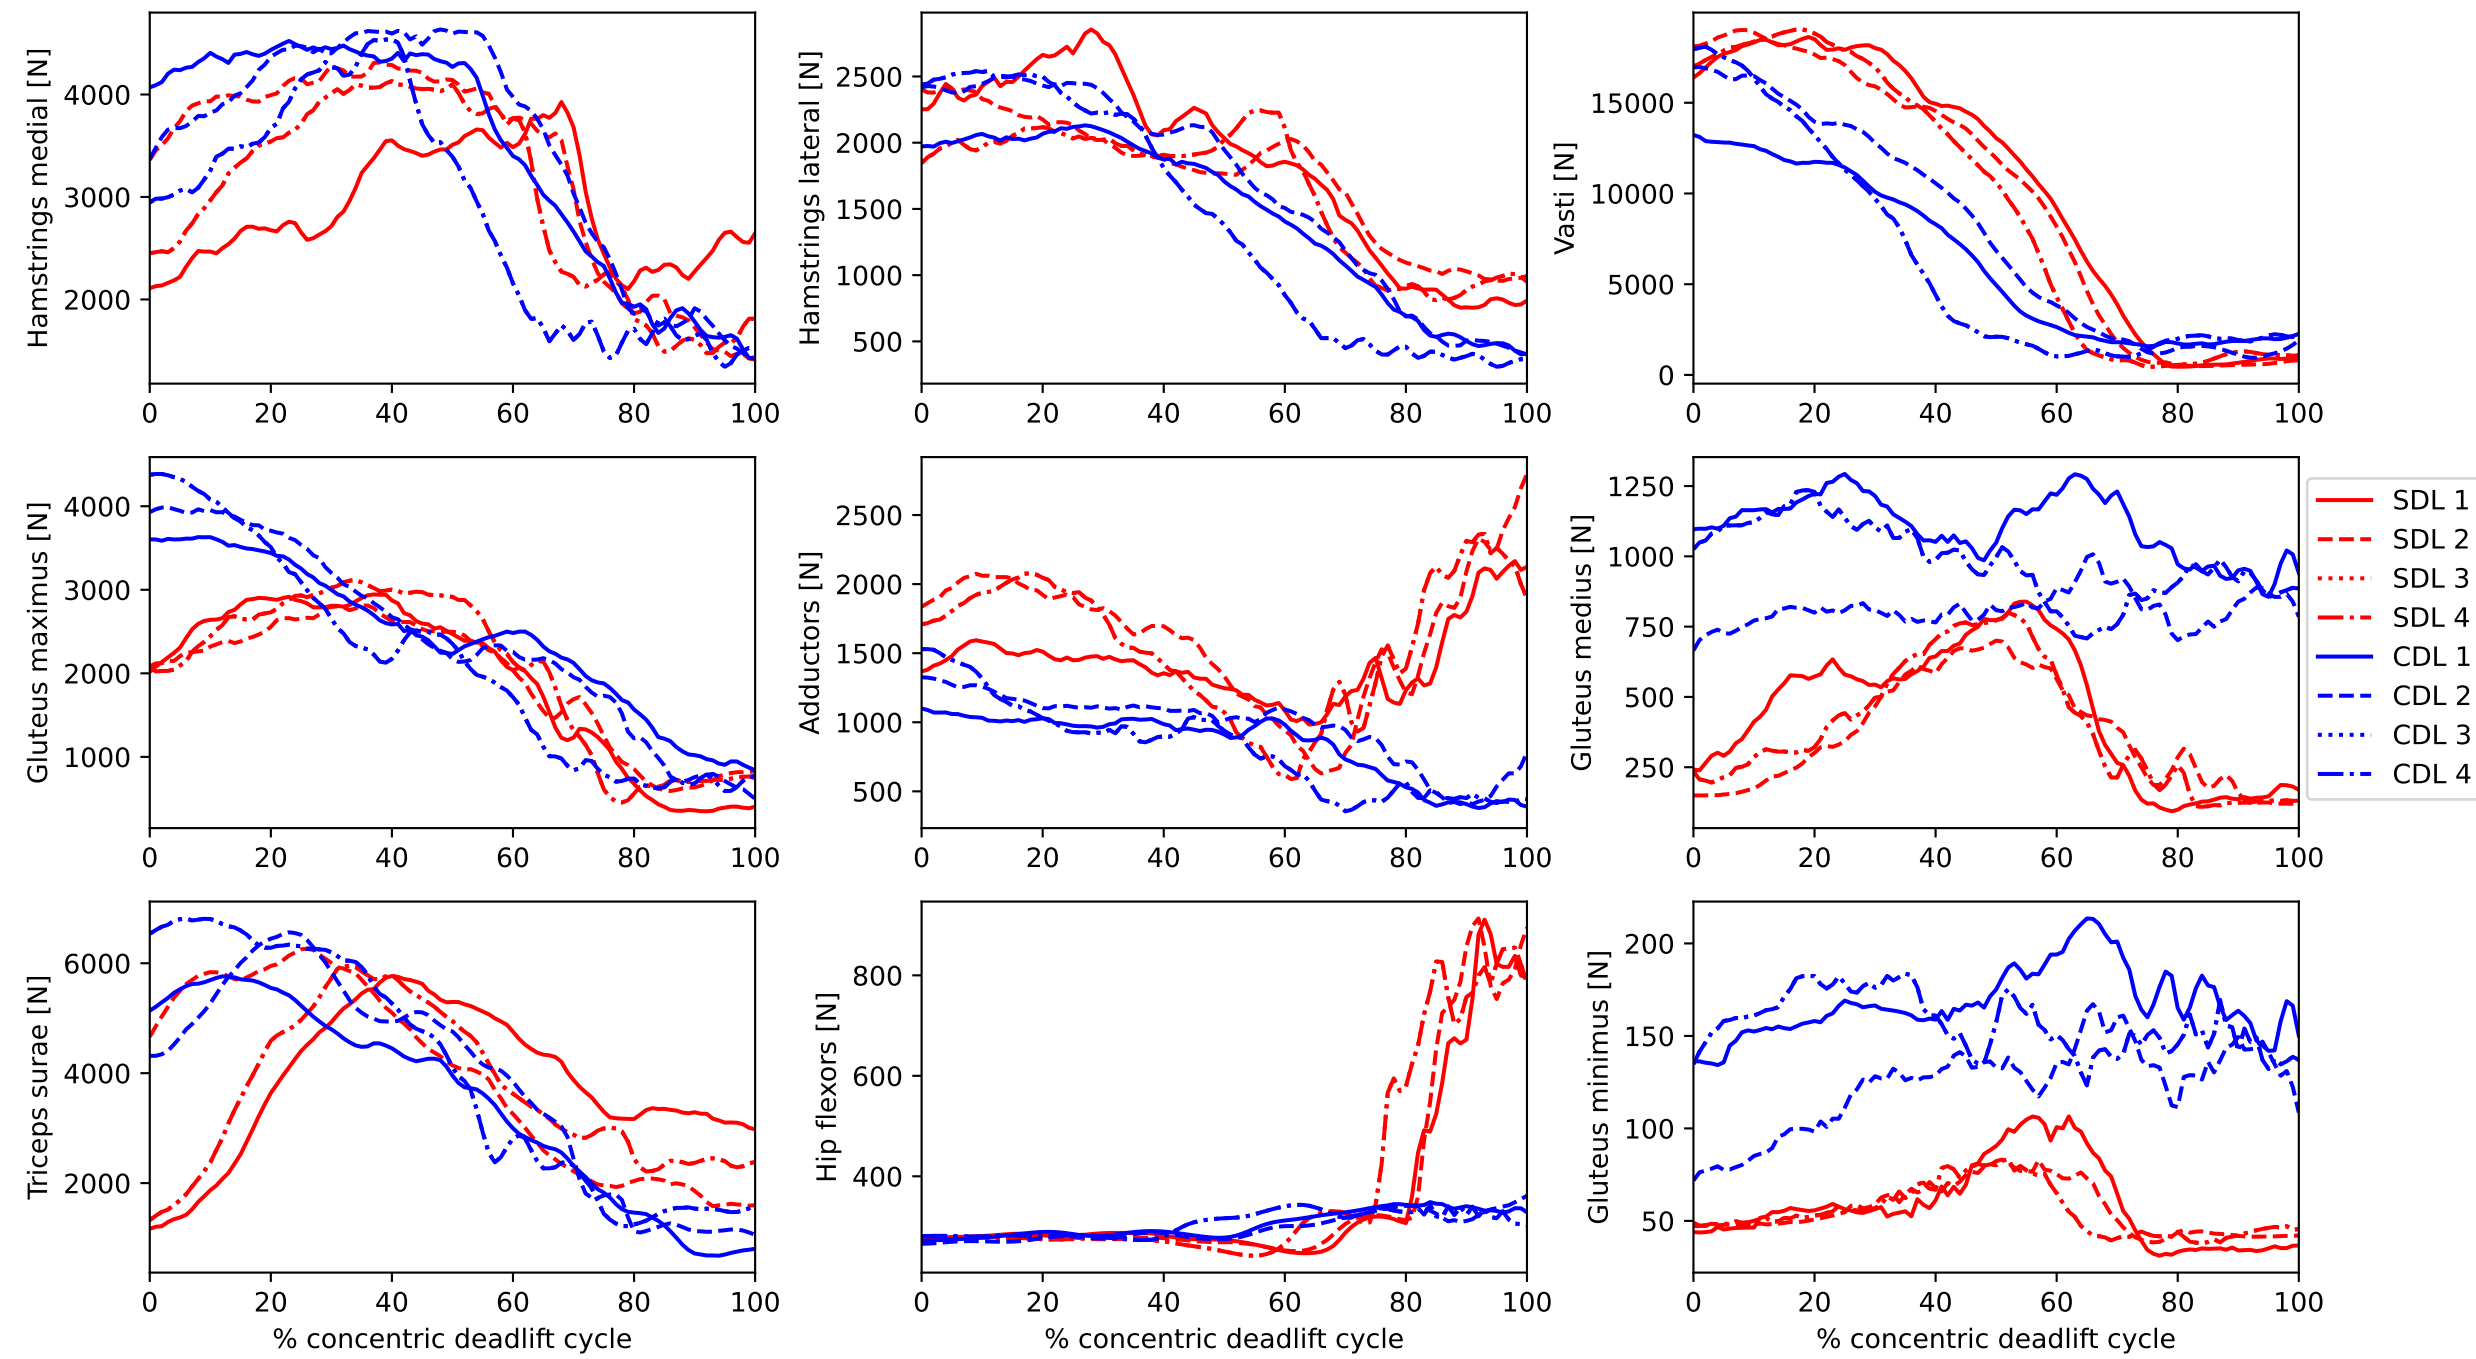 Hamstrings medial [N]
4000
3000
2000
0 20 40 60 80 100
Hamstrings lateral [N]
2500
2000
1500
1000
500
0 20 40 60 80 100
Vasti [N]
15000
10000
5000
0
0 20 40 60 80 100
Gluteus maximus [N]
4000
3000
2000
1000
0 20 40 60 80 100
Adductors [N]
2500
2000
1500
1000
500
0 20 40 60 80 100
Gluteus medius [N]
1250
1000
750
500
250
0 20 40 60 80 100
SDL 1
SDL 2
SDL 3
SDL 4
CDL 1
CDL 2
CDL 3
CDL 4
Triceps surae [N]
6000
4000
2000
0 20 40 60 80 100
% concentric deadlift cycle
Hip flexors [N]
800
600
400
0 20 40 60 80 100
% concentric deadlift cycle
Gluteus minimus [N]
200
150
100
50
0 20 40 60 80 100
% concentric deadlift cycle